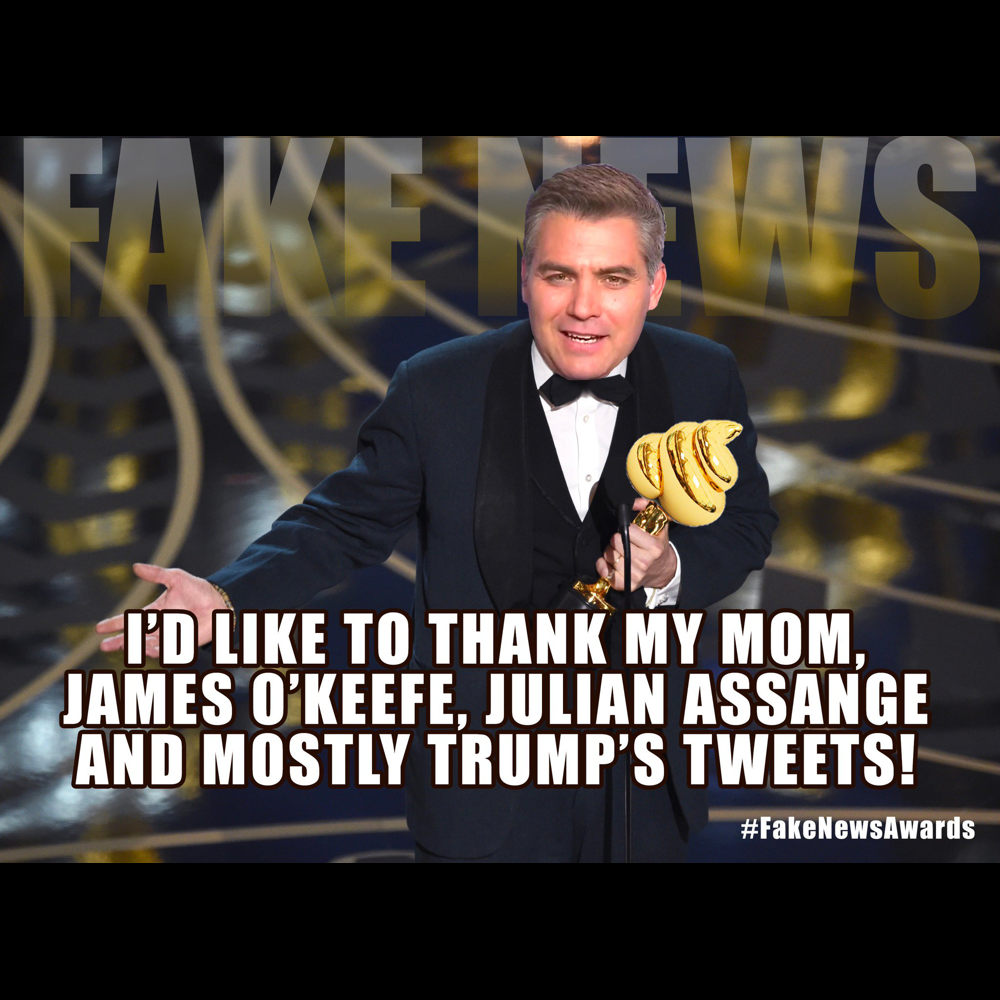 FAKE NEWS
I’D LIKE TO THANK MY MOM,
JAMES O’KEEFE, JULIAN ASSANGE
AND MOSTLY TRUMP’S TWEETS!
#FakeNewsAwards